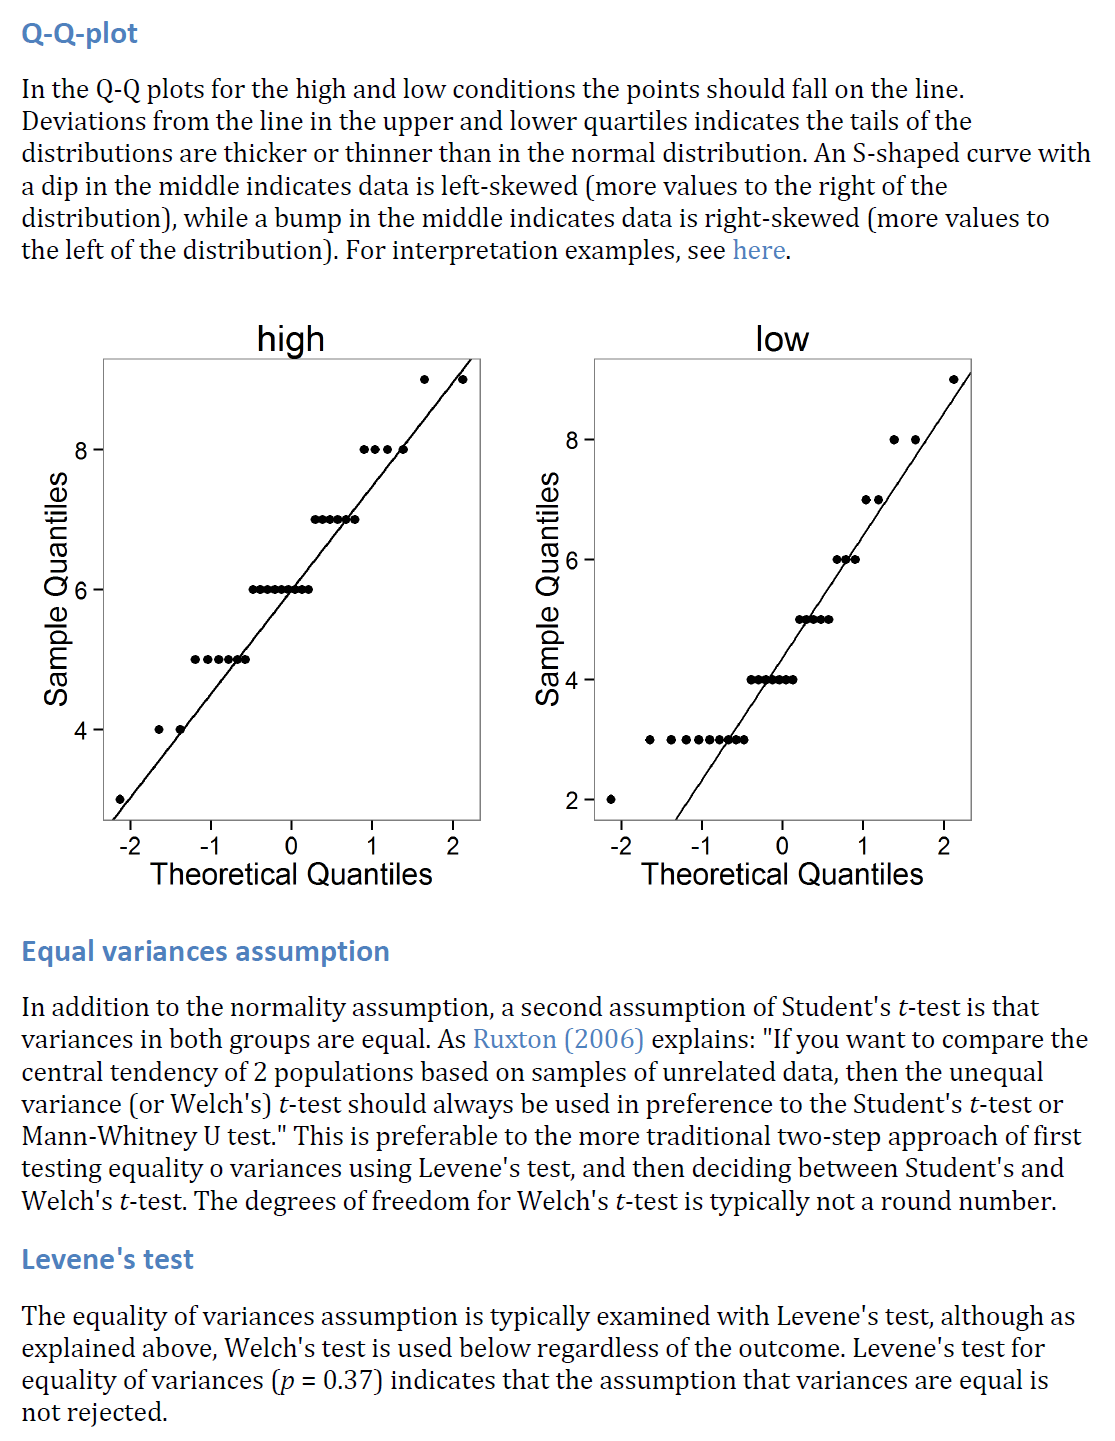 Q-Q-plot
In the Q-Q plots for the high and low conditions the points should fall on the line.
Deviations from the line in the upper and lower quartiles indicates the tails of the
distributions are thicker or thinner than in the normal distribution. An S-shaped curve with
a dip in the middle indicates data is left-skewed (more values to the right of the
distribution), while a bump in the middle indicates data is right-skewed (more values to
the left of the distribution). For interpretation examples, see here.
high
Sample Quantiles
8
6
4
-2 -1 0 1 2
Theoretical Quantiles
low
Sample Quantiles
8
6
4
2
-2 -1 0 1 2
Theoretical Quantiles
Equal variances assumption
In addition to the normality assumption, a second assumption of Student's t-test is that
variances in both groups are equal. As Ruxton (2006) explains: "If you want to compare the
central tendency of 2 populations based on samples of unrelated data, then the unequal
variance (or Welch's) t-test should always be used in preference to the Student's t-test or
Mann-Whitney U test." This is preferable to the more traditional two-step approach of first
testing equality o variances using Levene's test, and then deciding between Student's and
Welch's t-test. The degrees of freedom for Welch's t-test is typically not a round number.
Levene's test
The equality of variances assumption is typically examined with Levene's test, although as
explained above, Welch's test is used below regardless of the outcome. Levene's test for
equality of variances (p = 0.37) indicates that the assumption that variances are equal is
not rejected.